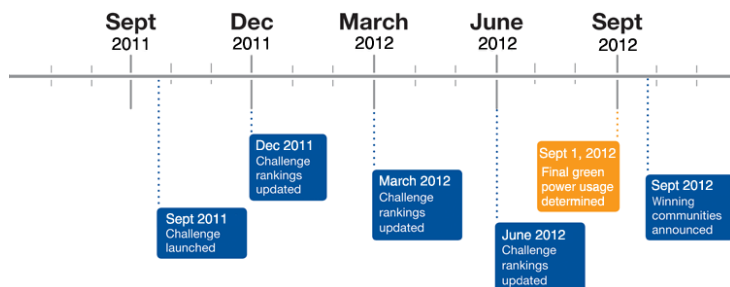 Sept
2011
Dec
2011
March
2012
June
2012
Sept
2012
Dec 2011
Challenge
rankings
updated
Sept 1, 2012
Final green
power usage
determined
March 2012
Challenge
rankings
updated
Sept 2012
Winning
communities
announced
Sept 2011
Challenge
launched
June 2012
Challenge
rankings
updated